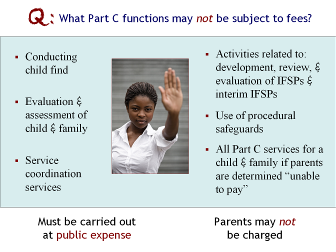 Q: What Part C functions may not be subject to fees?
Conducting
child find
Evaluation &
assessment of
child & family
Service
coordination
services
Activities related to:
development, review, &
evaluation of IFSPs &
interim IFSPs
Use of procedural
safeguards
All Part C services for a
child & family if parents
are determined “unable
to pay”
Must be carried out
at public expense
Parents may not
be charged